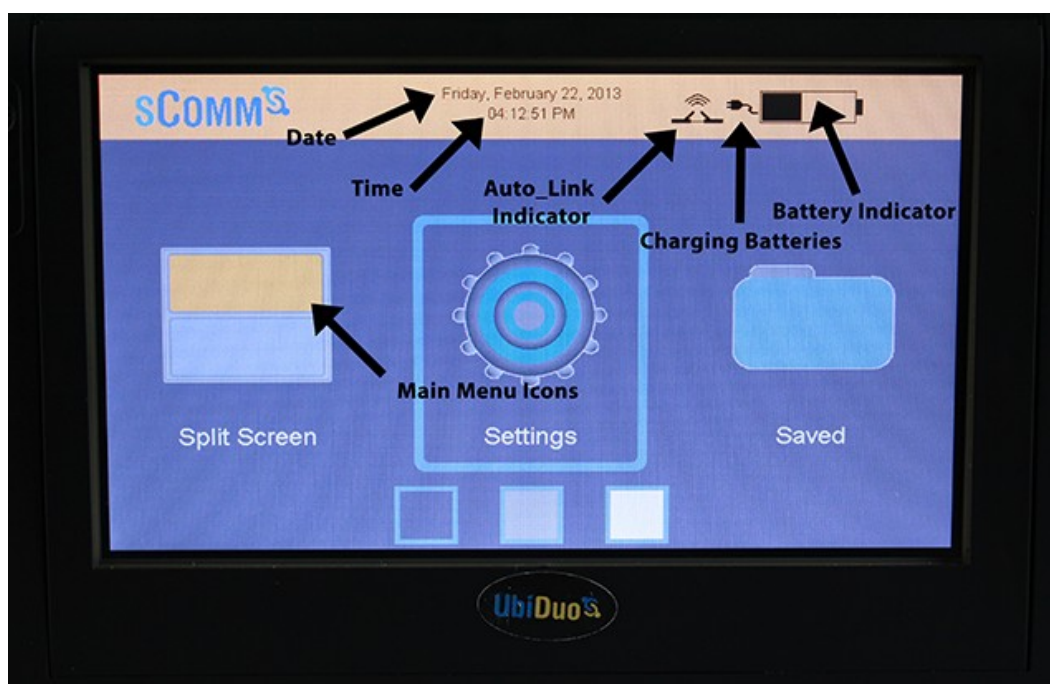 sComm
Friday, February 22, 2013
04:12:51 PM
Date
Time
Auto_Link
Indicator
Charging Batteries
Battery Indicator
Main Menu Icons
Split Screen
Settings
Saved
UbiDuo